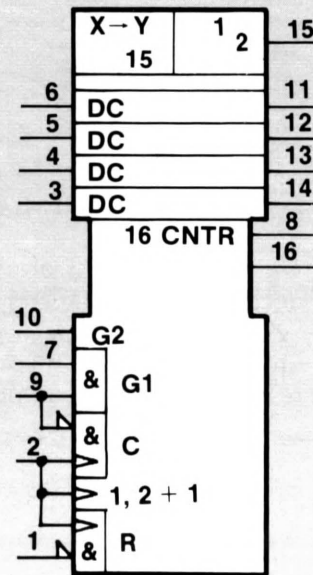 X → Y 1 15
15 2
6 11
DC
5 12
DC
4 13
DC
3 14
DC
16 CNTR 8
16
10
G2
7
& G1
9
&
2 C
1, 2 + 1
R
1 &